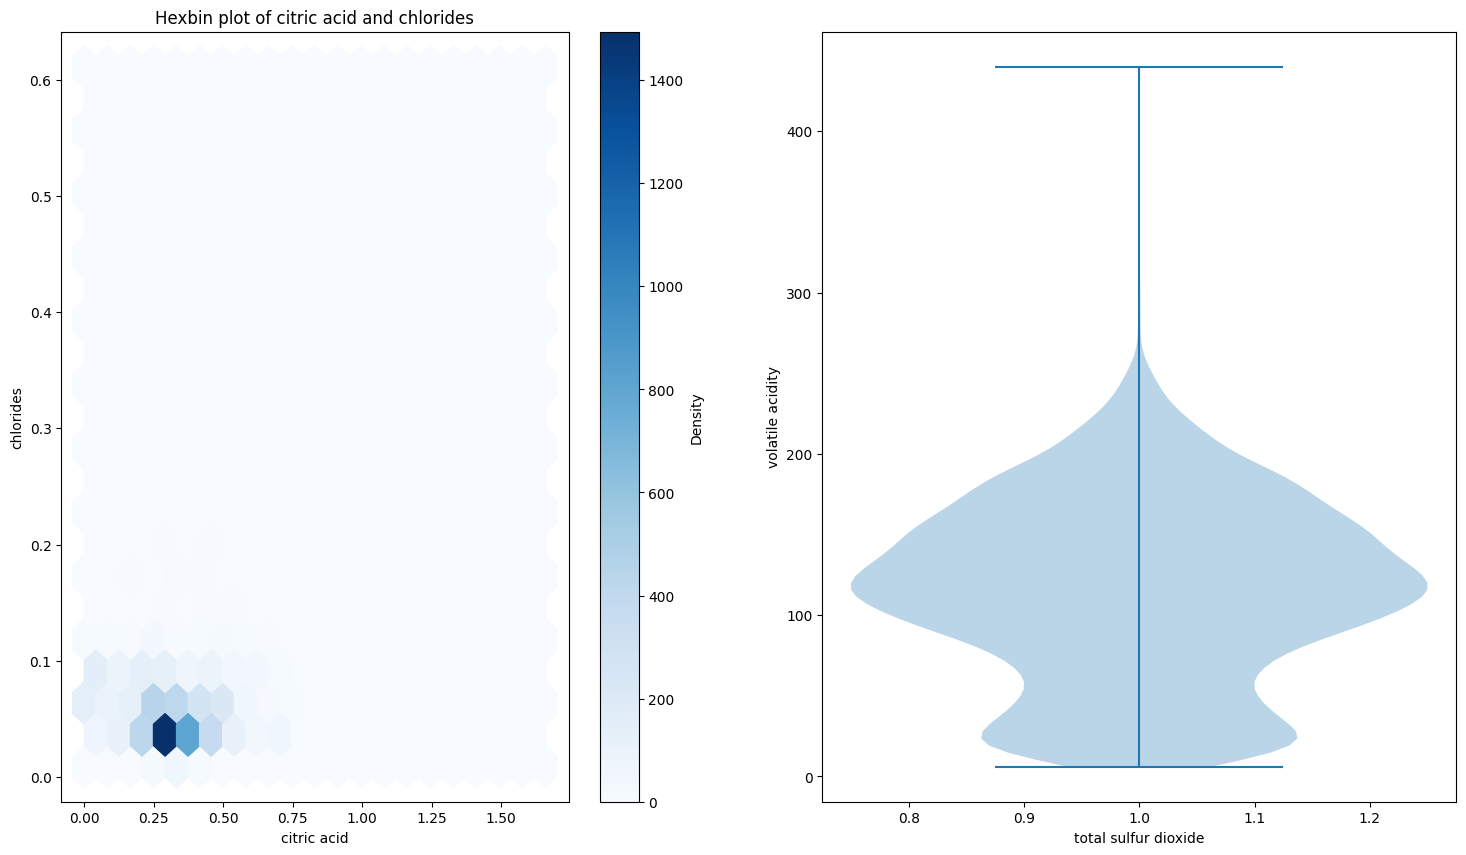 Hexbin plot of citric acid and chlorides
0.6
0.5
0.4
0.3
0.2
0.1
0.0
chlorides
0.00 0.25 0.50 0.75 1.00 1.25 1.50
citric acid
1400
1200
1000
800
600
400
200
0
Density
400
300
200
100
0
volatile acidity
0.8 0.9 1.0 1.1 1.2
total sulfur dioxide